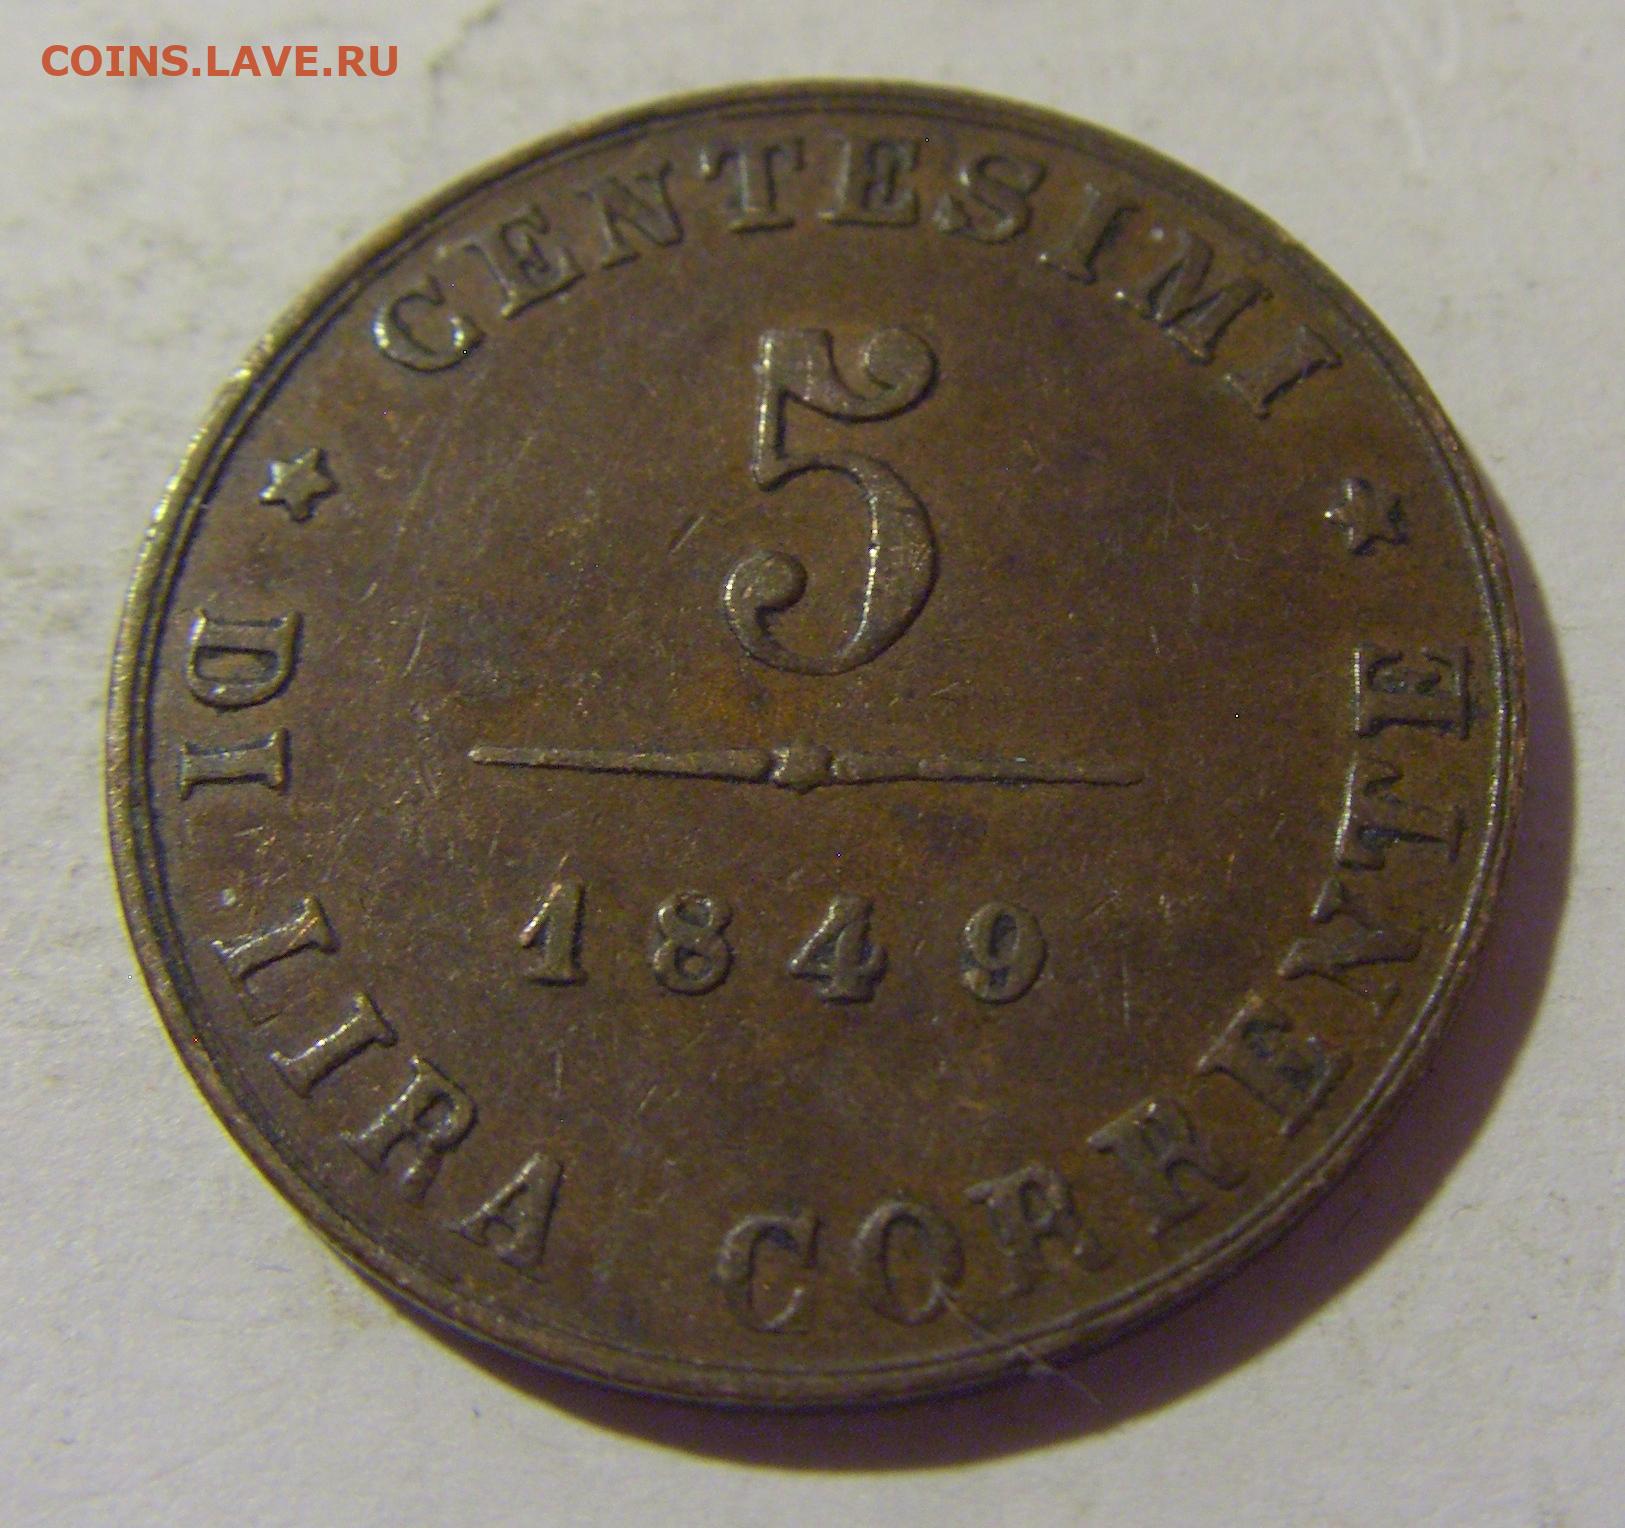 COINS.LAVE.RU
CENTESIMI
5
1849
DI LIRA CORRENTE